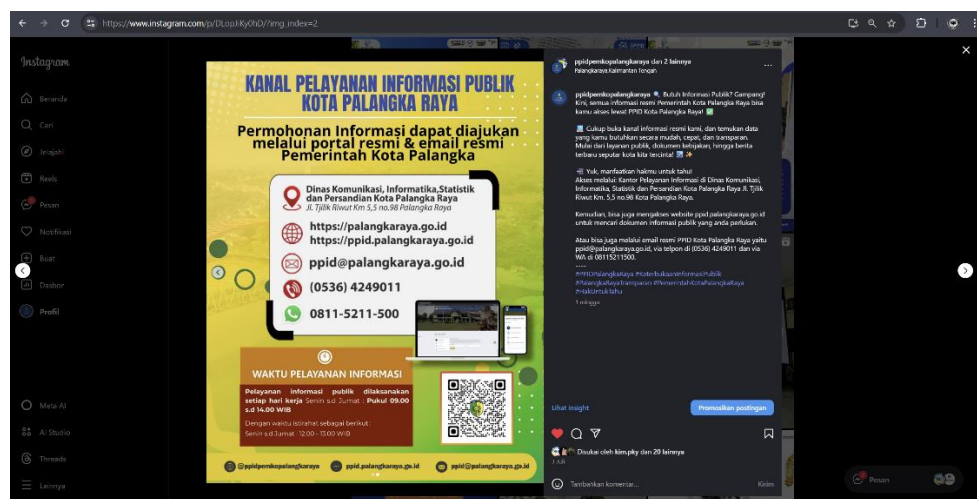 https://www.instagram.com/p/DLopJiKy0hD/?img_index=2
Instagram
Beranda
Cari
Jelajahi
Reels
Pesan
Notifikasi
Buat
Dasbor
Profil
Meta AI
AI Studio
Threads
Lainnya
KANAL PELAYANAN INFORMASI PUBLIK
KOTA PALANGKA RAYA
Permohonan Informasi dapat diajukan
melalui portal resmi & email resmi
Pemerintah Kota Palangka
Dinas Komunikasi, Informatika,Statistik
dan Persandian Kota Palangka Raya
Jl. Tjilik Riwut Km 5,5 no.98 Palangka Raya
https://palangkaraya.go.id
https://ppid.palangkaraya.go.id
ppid@palangkaraya.go.id
(0536) 4249011
0811-5211-500
WAKTU PELAYANAN INFORMASI
Pelayanan informasi publik dilaksanakan
setiap hari kerja Senin s.d Jumat : Pukul 09.00
s.d 14.00 WIB
Dengan waktu istirahat sebagai berikut :
Senin s.d Jumat 12.00 - 13.00 WIB
@ppidpemkopalangkaraya ppid.palangkaraya.go.id ppid@palangkaraya.go.id
ppidpemkopalangkaraya dan 2 lainnya
Palangkaraya,Kalimantan Tengah
ppidpemkopalangkaraya 🔍 Butuh Informasi Publik? Gampang!
Kini, semua informasi resmi Pemerintah Kota Palangka Raya bisa
kamu akses lewat PPID Kota Palangka Raya! ✅
Cukup buka kanal informasi resmi kami, dan temukan data
yang kamu butuhkan secara mudah, cepat, dan transparan.
Mulai dari layanan publik, dokumen kebijakan, hingga berita
terbaru seputar kota kita tercinta!
Yuk, manfaatkan hakmu untuk tahu!
Akses melalui: Kantor Pelayanan Informasi di Dinas Komunikasi,
Informatika, Statistik dan Persandian Kota Palangka Raya Jl. Tjilik
Riwut Km. 5,5 no.98 Kota Palangka Raya.
Kemudian, bisa juga mengakses website ppid.palangkaraya.go.id
untuk mencari dokumen informasi publik yang anda perlukan.
Atau bisa juga melalui email resmi PPID Kota Palangka Raya yaitu
ppid@palangkaraya.go.id, via telpon di (0536) 4249011 dan via
WA di 08115211500.
----
#PPIDPalangkaRaya #KeterbukaanInformasiPublik
#PalangkaRayaTransparan #PemerintahKotaPalangkaRaya
#HakUntukTahu
1 minggu
Lihat insight
Promosikan postingan
Disukai oleh kim.pky dan 20 lainnya
Tambahkan komentar...
Kirim
Pesan